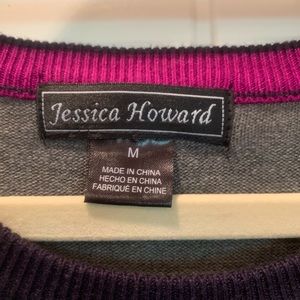 Jessica Howard
M
MADE IN CHINA
HECHO EN CHINA
FABRIQUÉ EN CHINE